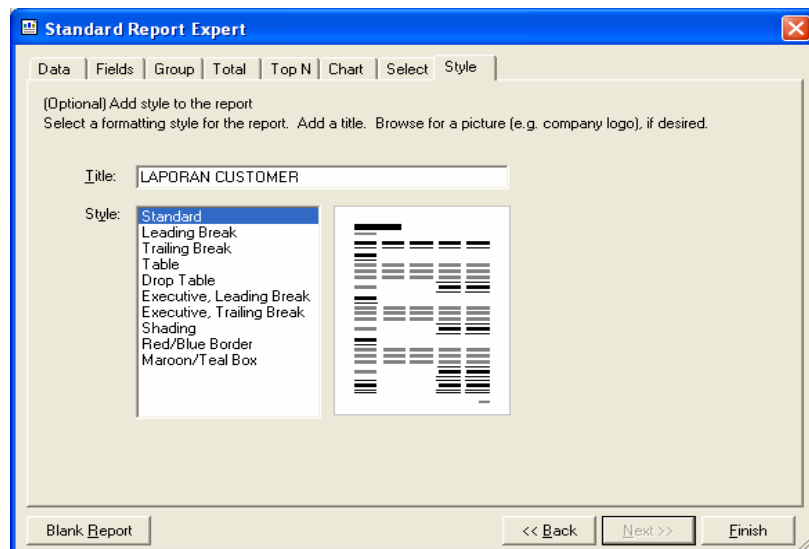 Standard Report Expert
Data Fields Group Total Top N Chart Select Style
(Optional) Add style to the report
Select a formatting style for the report. Add a title. Browse for a picture (e.g. company logo), if desired.
Title: LAPORAN CUSTOMER
Style:
Standard
Leading Break
Trailing Break
Table
Drop Table
Executive, Leading Break
Executive, Trailing Break
Shading
Red/Blue Border
Maroon/Teal Box
Blank Report << Back Next >> Finish